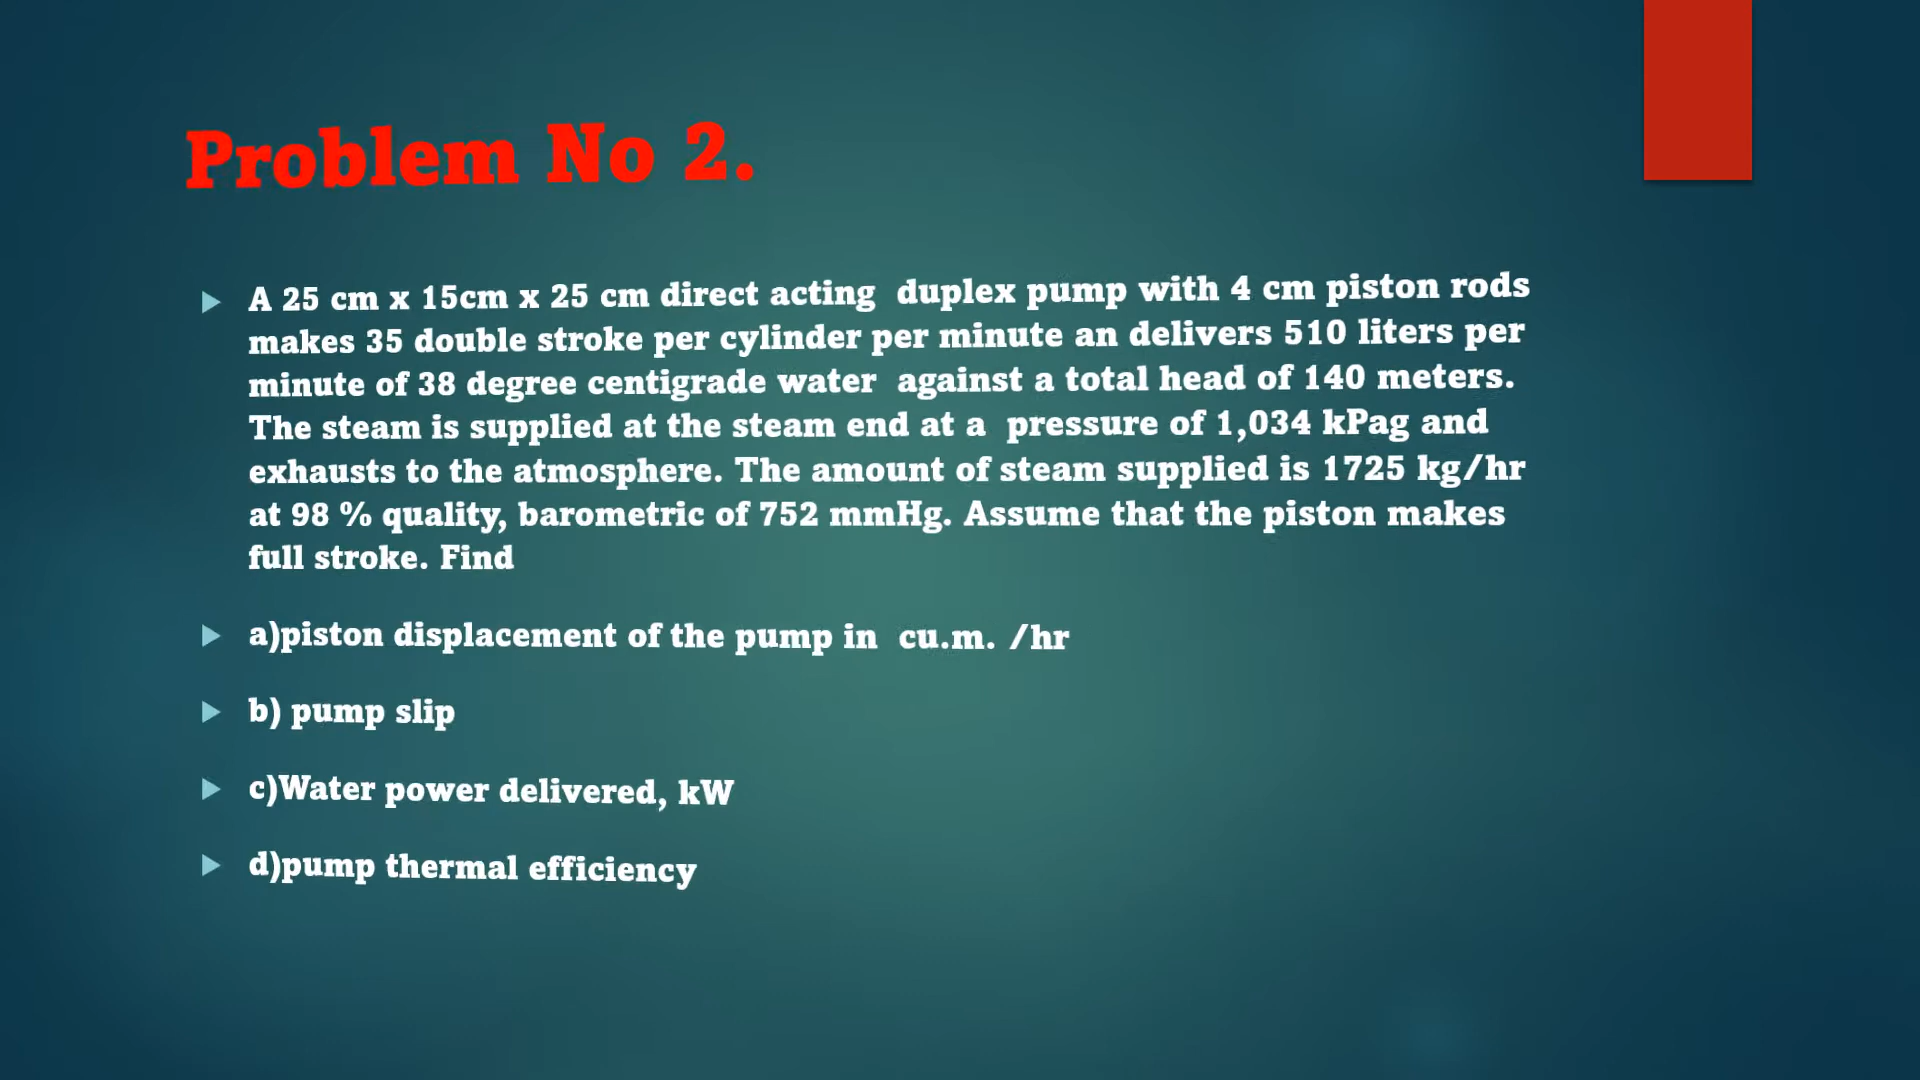 Problem No 2.
A 25 cm x 15cm x 25 cm direct acting duplex pump with 4 cm piston rods
makes 35 double stroke per cylinder per minute an delivers 510 liters per
minute of 38 degree centigrade water against a total head of 140 meters.
The steam is supplied at the steam end at a pressure of 1,034 kPag and
exhausts to the atmosphere. The amount of steam supplied is 1725 kg/hr
at 98 % quality, barometric of 752 mmHg. Assume that the piston makes
full stroke. Find
a)piston displacement of the pump in cu.m. /hr
b) pump slip
c)Water power delivered, kW
d)pump thermal efficiency